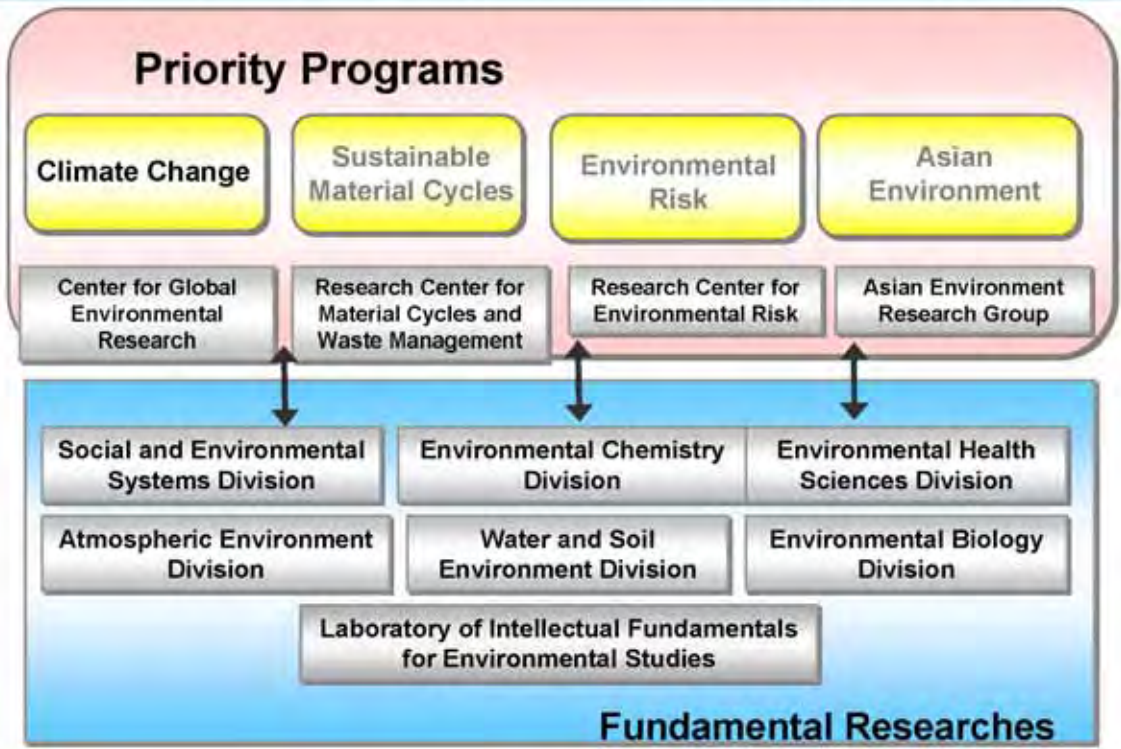 Priority Programs
Climate Change
Sustainable
Material Cycles
Environmental
Risk
Asian
Environment
Center for Global
Environmental
Research
Research Center for
Material Cycles and
Waste Management
Research Center for
Environmental Risk
Asian Environment
Research Group
Social and Environmental
Systems Division
Environmental Chemistry
Division
Environmental Health
Sciences Division
Atmospheric Environment
Division
Water and Soil
Environment Division
Environmental Biology
Division
Laboratory of Intellectual Fundamentals
for Environmental Studies
Fundamental Researches